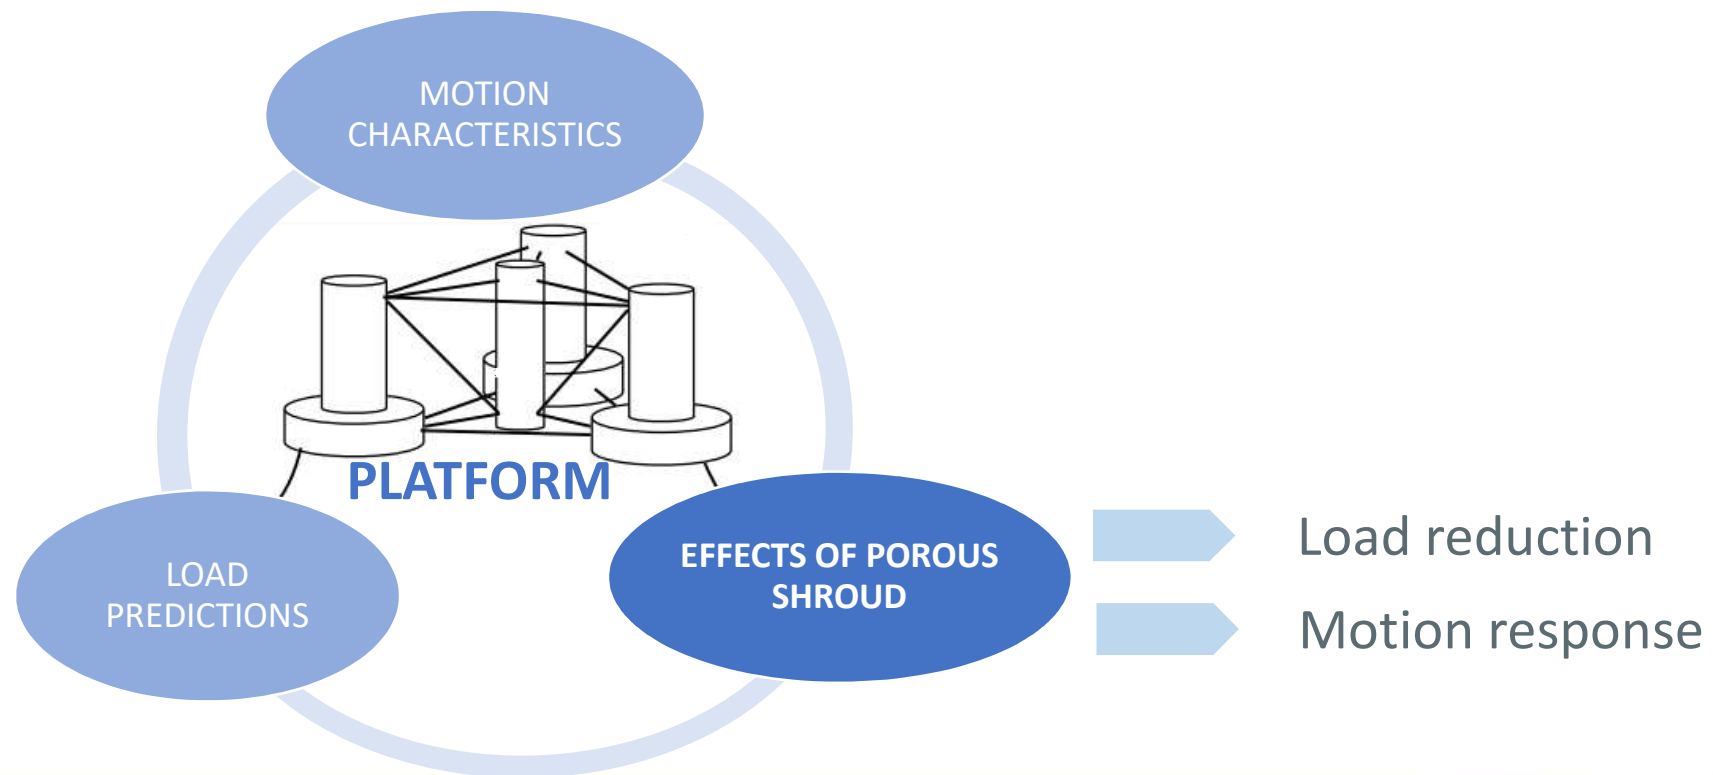 MOTION
CHARACTERISTICS
PLATFORM
LOAD
PREDICTIONS
EFFECTS OF POROUS
SHROUD
Load reduction
Motion response